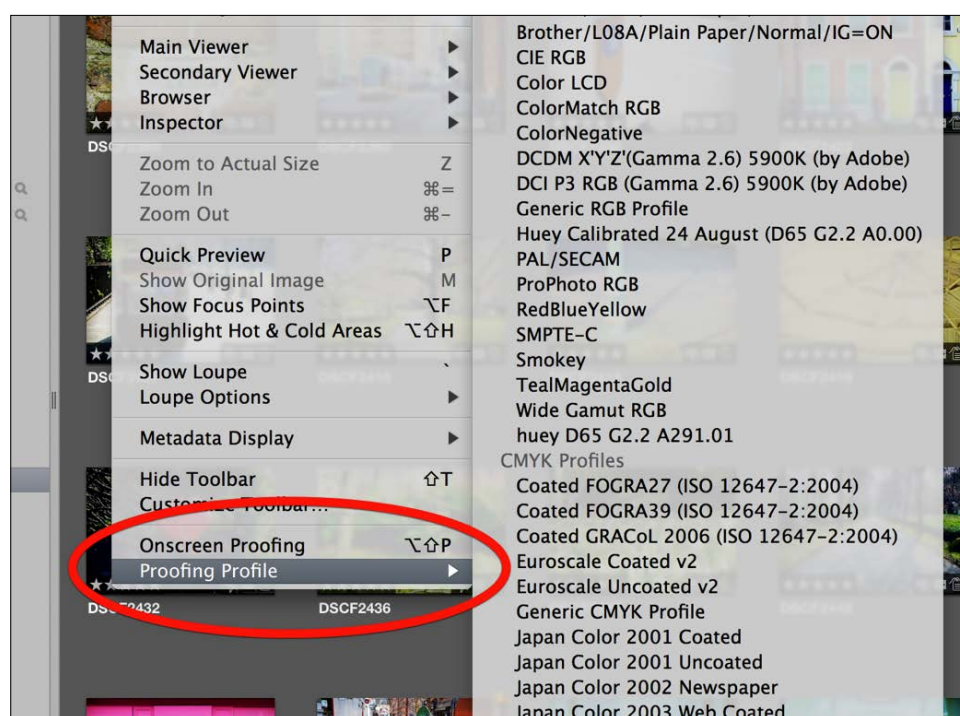 Main Viewer
Secondary Viewer
Browser
Inspector
Zoom to Actual Size Z
Zoom In ⌘=
Zoom Out ⌘-
Quick Preview P
Show Original Image M
Show Focus Points ⌥F
Highlight Hot & Cold Areas ⌥⇧H
Show Loupe `
Loupe Options
Metadata Display
Hide Toolbar ⇧T
Customize Toolbar...
Onscreen Proofing ⌥⇧P
Proofing Profile
Brother/L08A/Plain Paper/Normal/IG=ON
CIE RGB
Color LCD
ColorMatch RGB
ColorNegative
DCDM X'Y'Z'(Gamma 2.6) 5900K (by Adobe)
DCI P3 RGB (Gamma 2.6) 5900K (by Adobe)
Generic RGB Profile
Huey Calibrated 24 August (D65 G2.2 A0.00)
PAL/SECAM
ProPhoto RGB
RedBlueYellow
SMPTE-C
Smokey
TealMagentaGold
Wide Gamut RGB
huey D65 G2.2 A291.01
CMYK Profiles
Coated FOGRA27 (ISO 12647-2:2004)
Coated FOGRA39 (ISO 12647-2:2004)
Coated GRACoL 2006 (ISO 12647-2:2004)
Euroscale Coated v2
Euroscale Uncoated v2
Generic CMYK Profile
Japan Color 2001 Coated
Japan Color 2001 Uncoated
Japan Color 2002 Newspaper
Japan Color 2003 Web Coated
DSCF2432
DSCF2436